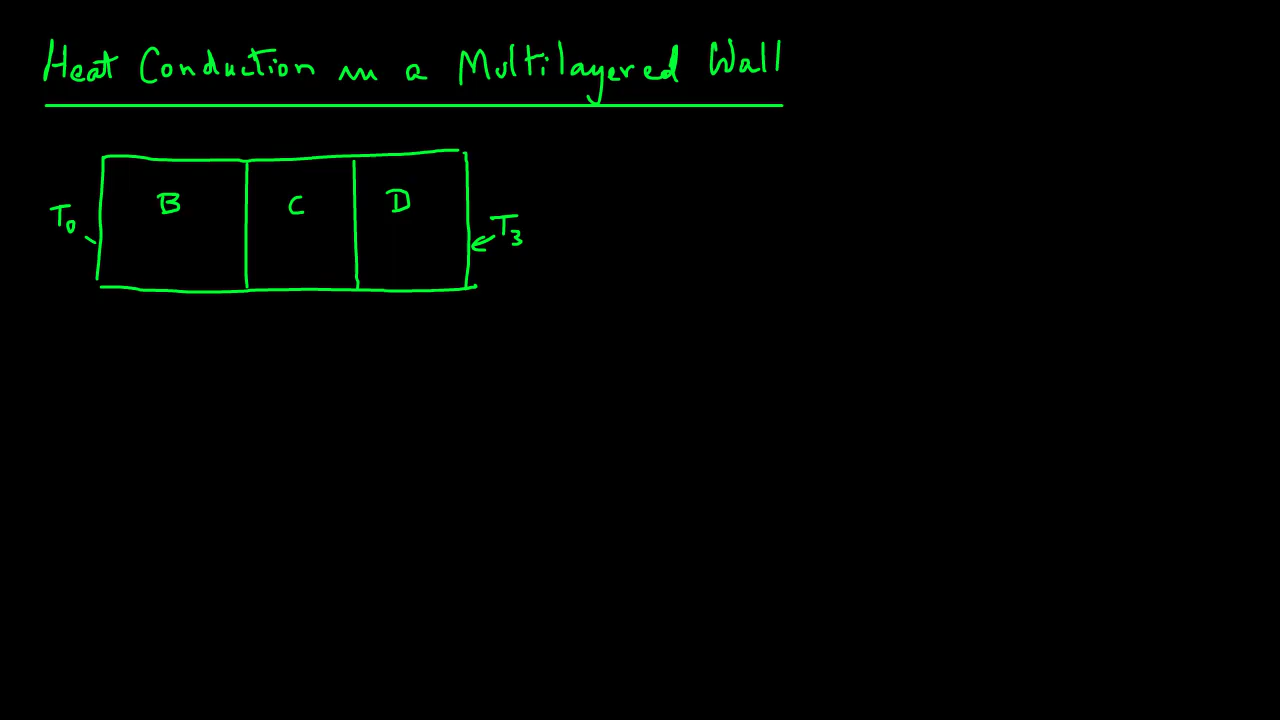 Heat Conduction in a Multilayered Wall
B C D
T₀
T₃